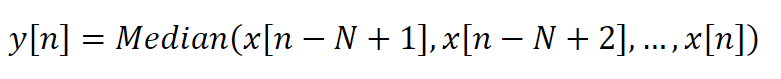 y[n] = Median(x[n − N + 1], x[n − N + 2], … , x[n])